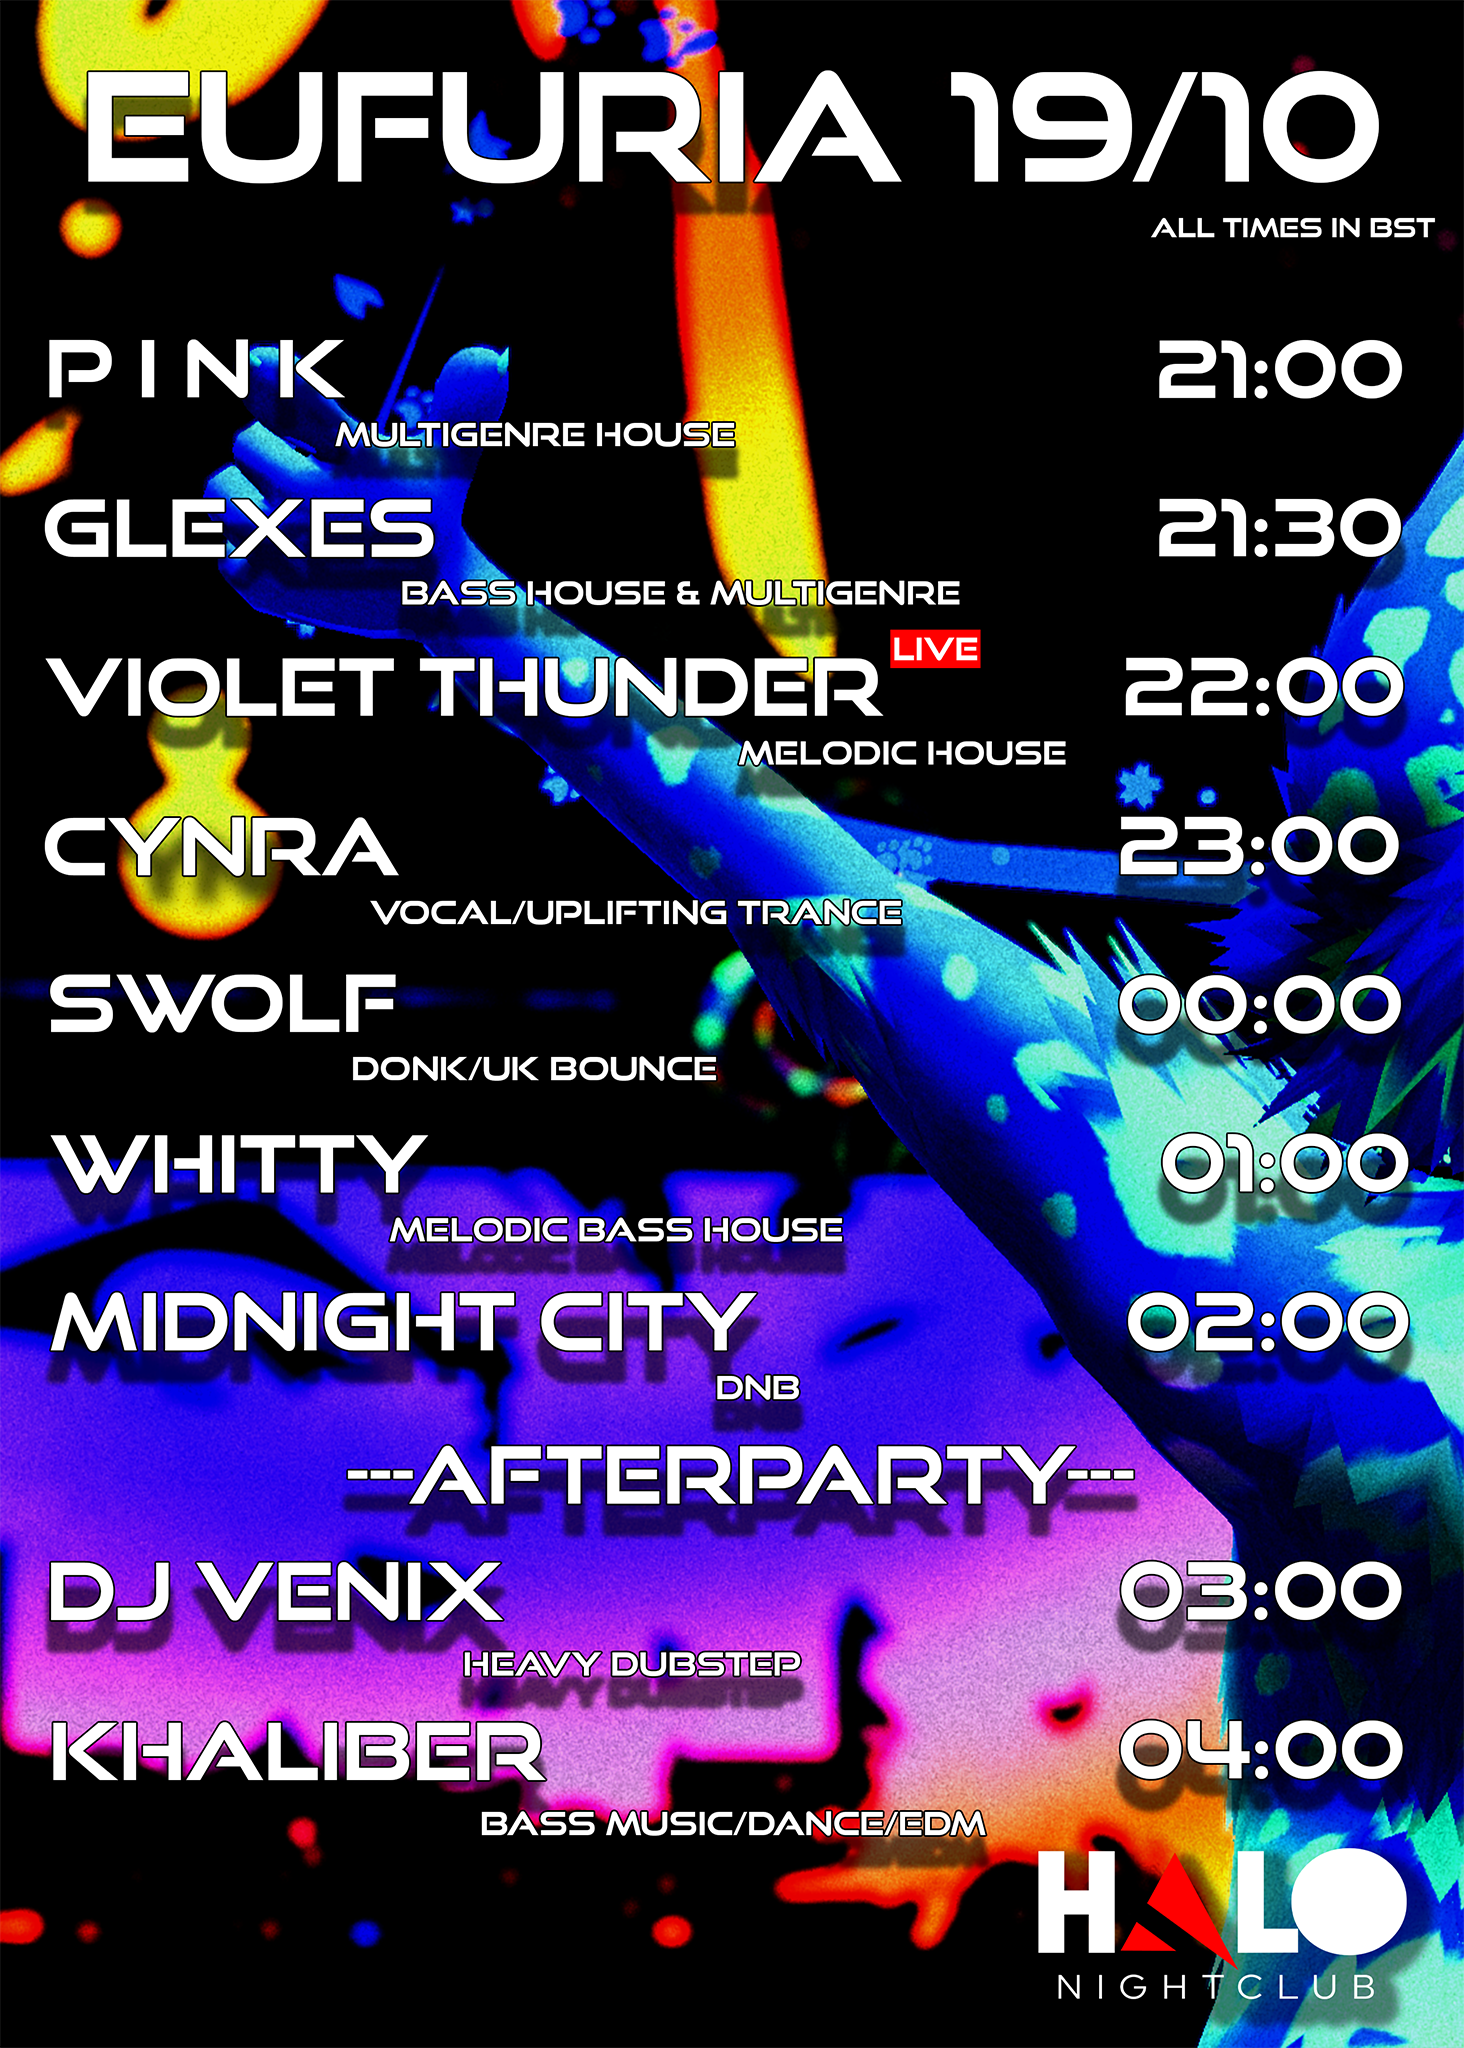 EUFURIA 19/10
ALL TIMES IN BST
PINK 21:00
MULTIGENRE HOUSE
GLEXES 21:30
BASS HOUSE & MULTIGENRE
VIOLET THUNDER LIVE 22:00
MELODIC HOUSE
CYNRA 23:00
VOCAL/UPLIFTING TRANCE
SWOLF 00:00
DONK/UK BOUNCE
WHITTY 01:00
MELODIC BASS HOUSE
MIDNIGHT CITY 02:00
DNB
---AFTERPARTY---
DJ VENIX 03:00
HEAVY DUBSTEP
KHALIBER 04:00
BASS MUSIC/DANCE/EDM
HALO
NIGHTCLUB